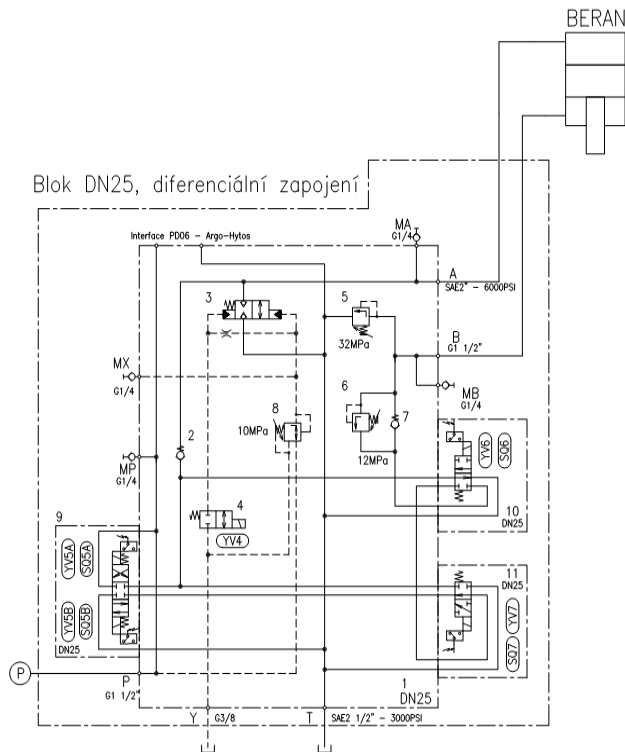 BERAN
Blok DN25, diferenciální zapojení
Interface PD06 - Argo-Hytos
MA
G1/4
A
SAE2" - 6000PSI
3
5
32MPa
B
G1 1/2"
MX
G1/4
6
7
MB
G1/4
8
10MPa
2
12MPa
MP
G1/4
YV6
SQ6
10
DN25
4
YV4
9
YV5A
SQ5A
YV5B
SQ5B
DN25
11
DN25
SQ7
YV7
P
P
G1 1/2"
1
DN25
Y
G3/8
T
SAE2 1/2" - 3000PSI